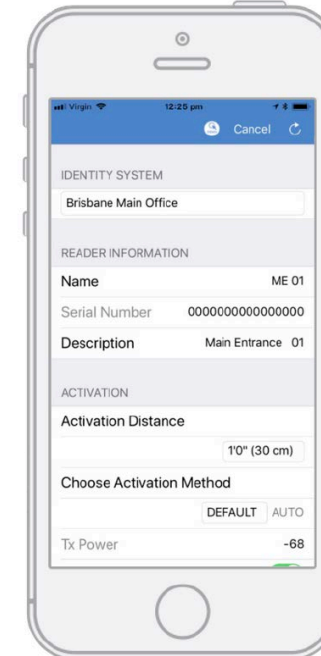 Virgin 12:25 pm
Cancel
IDENTITY SYSTEM
Brisbane Main Office
READER INFORMATION
Name ME 01
Serial Number 0000000000000000
Description Main Entrance 01
ACTIVATION
Activation Distance
1'0" (30 cm)
Choose Activation Method
DEFAULT AUTO
Tx Power -68